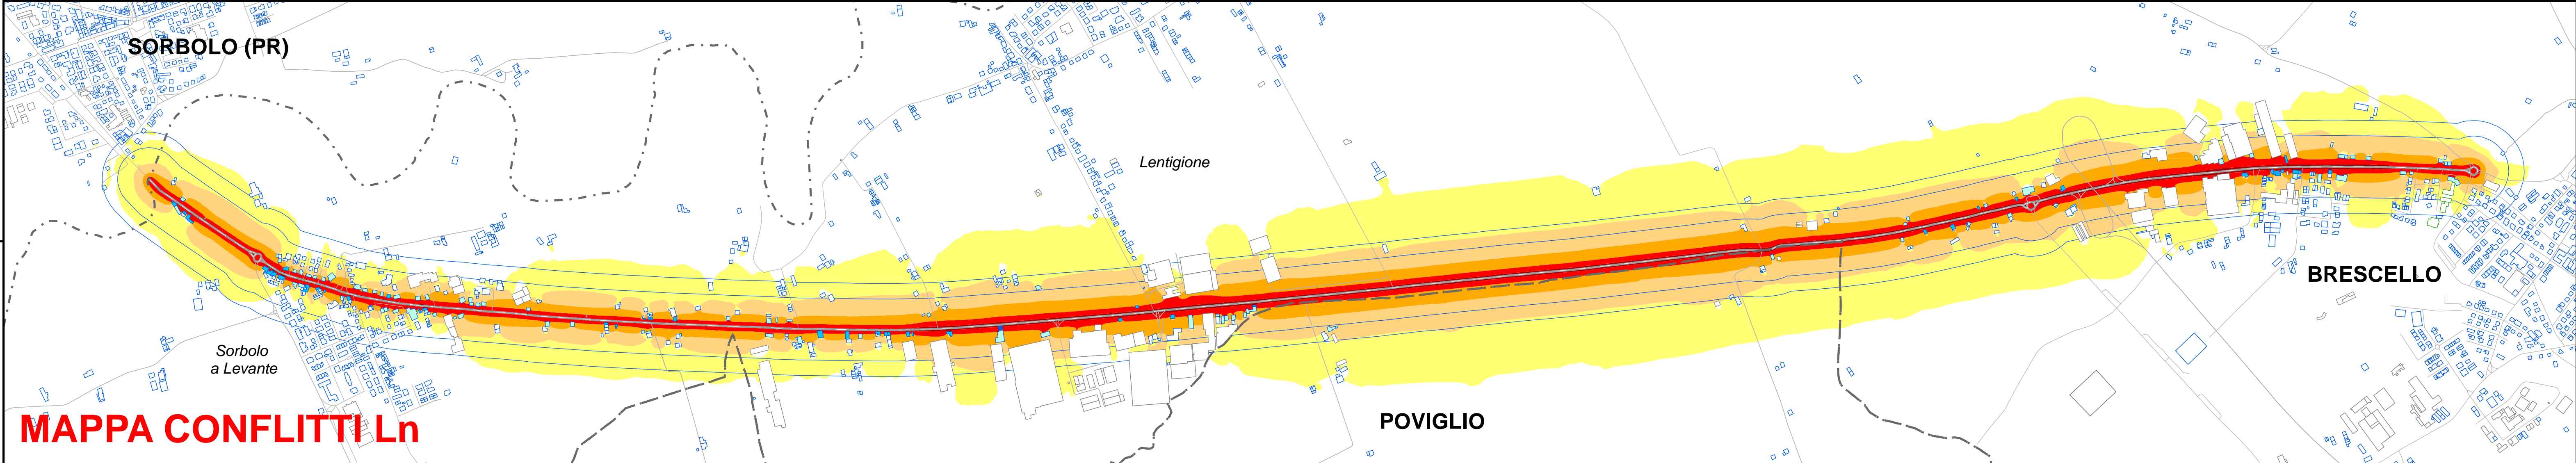 SORBOLO (PR)
Lentigione
BRESCELLO
Sorbolo
a Levante
POVIGLIO
MAPPA CONFLITTI Ln